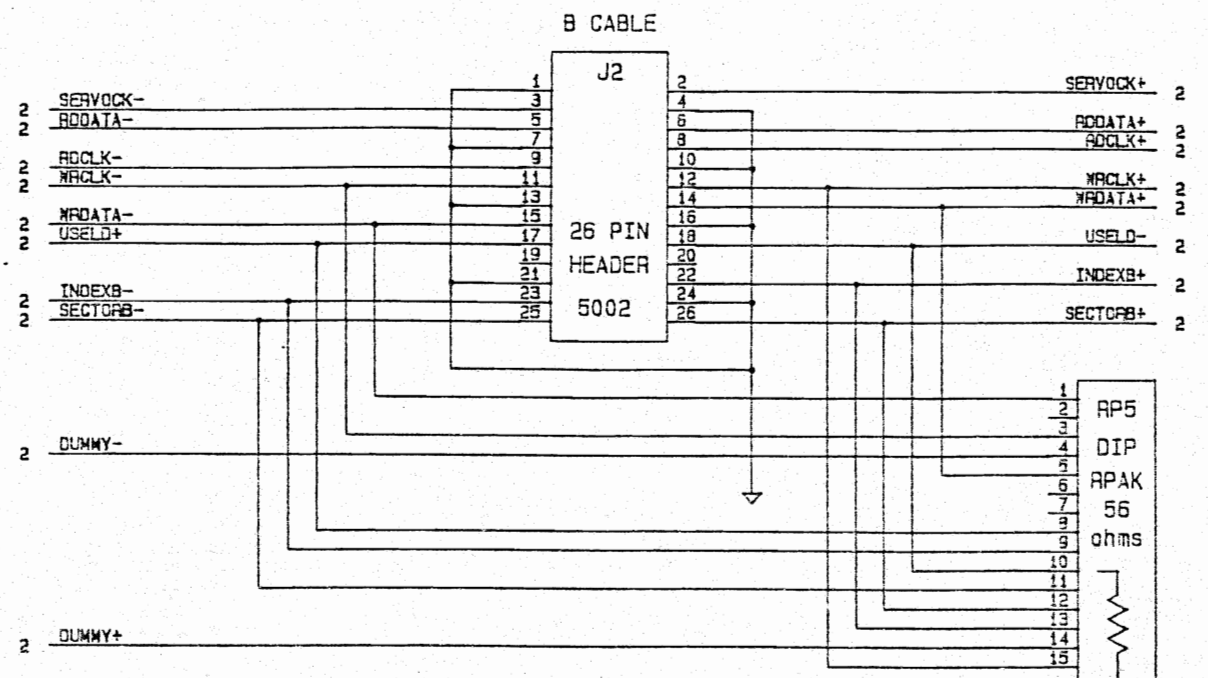 B CABLE
J2
1 2
SERVOCK+ 2
2 SERVOCK- 3 4
2 RDDATA- 5 6 RDDATA+ 2
7 8 RDCLK+ 2
2 RDCLK- 9 10
2 WRCLK- 11 12 WRCLK+ 2
13 14 WRDATA+ 2
2 WRDATA- 15 16
2 USELD+ 17 26 PIN 18 USELD- 2
19 HEADER 20
21 22 INDEXB+ 2
2 INDEXB- 23 24
2 SECTORB- 25 5002 26 SECTORB+ 2
1
2 RP5
3
2 DUMMY- 4 DIP
5
6 RPAK
7 56
8
9 ohms
10
11
12
13
2 DUMMY+ 14
15